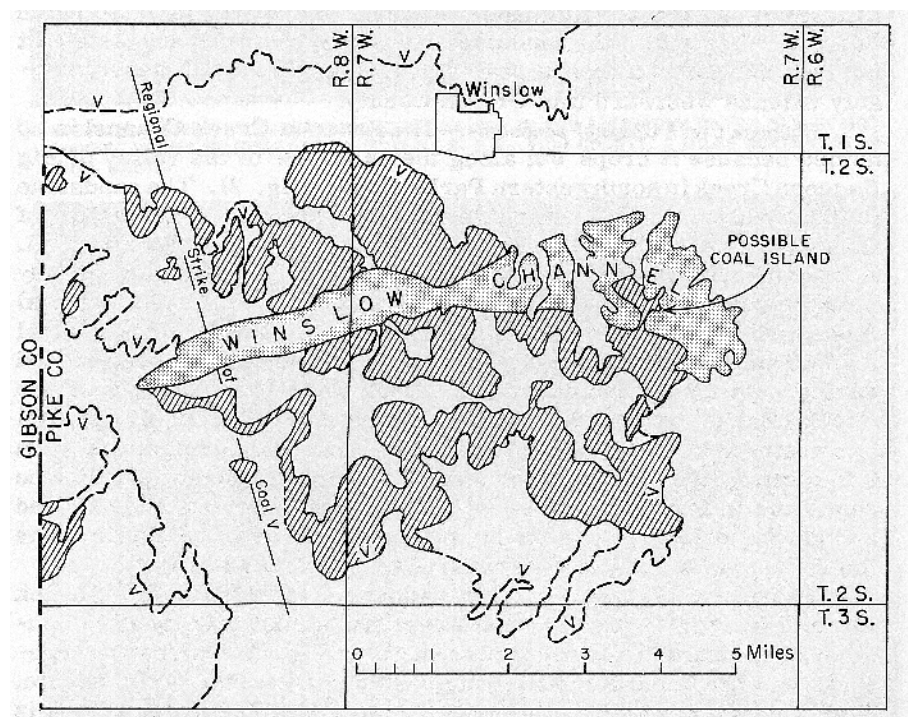 R.8 W.
R.7 W.
R.7 W.
R.6 W.
Winslow
Regional
T. 1 S.
T. 2 S.
V
V
V
V
Strike
POSSIBLE
COAL ISLAND
WINSLOW CHANNEL
V
V
of
GIBSON CO
PIKE CO.
V
Coal V
V
V
V
V
V
T. 2 S.
T. 3 S.
0 1 2 3 4 5 Miles